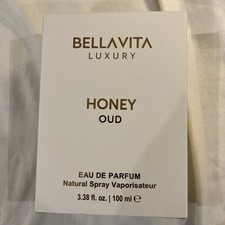 BELLAVITA
LUXURY
HONEY
OUD
EAU DE PARFUM
Natural Spray Vaporisateur
3.38 fl. oz. | 100 ml ℮